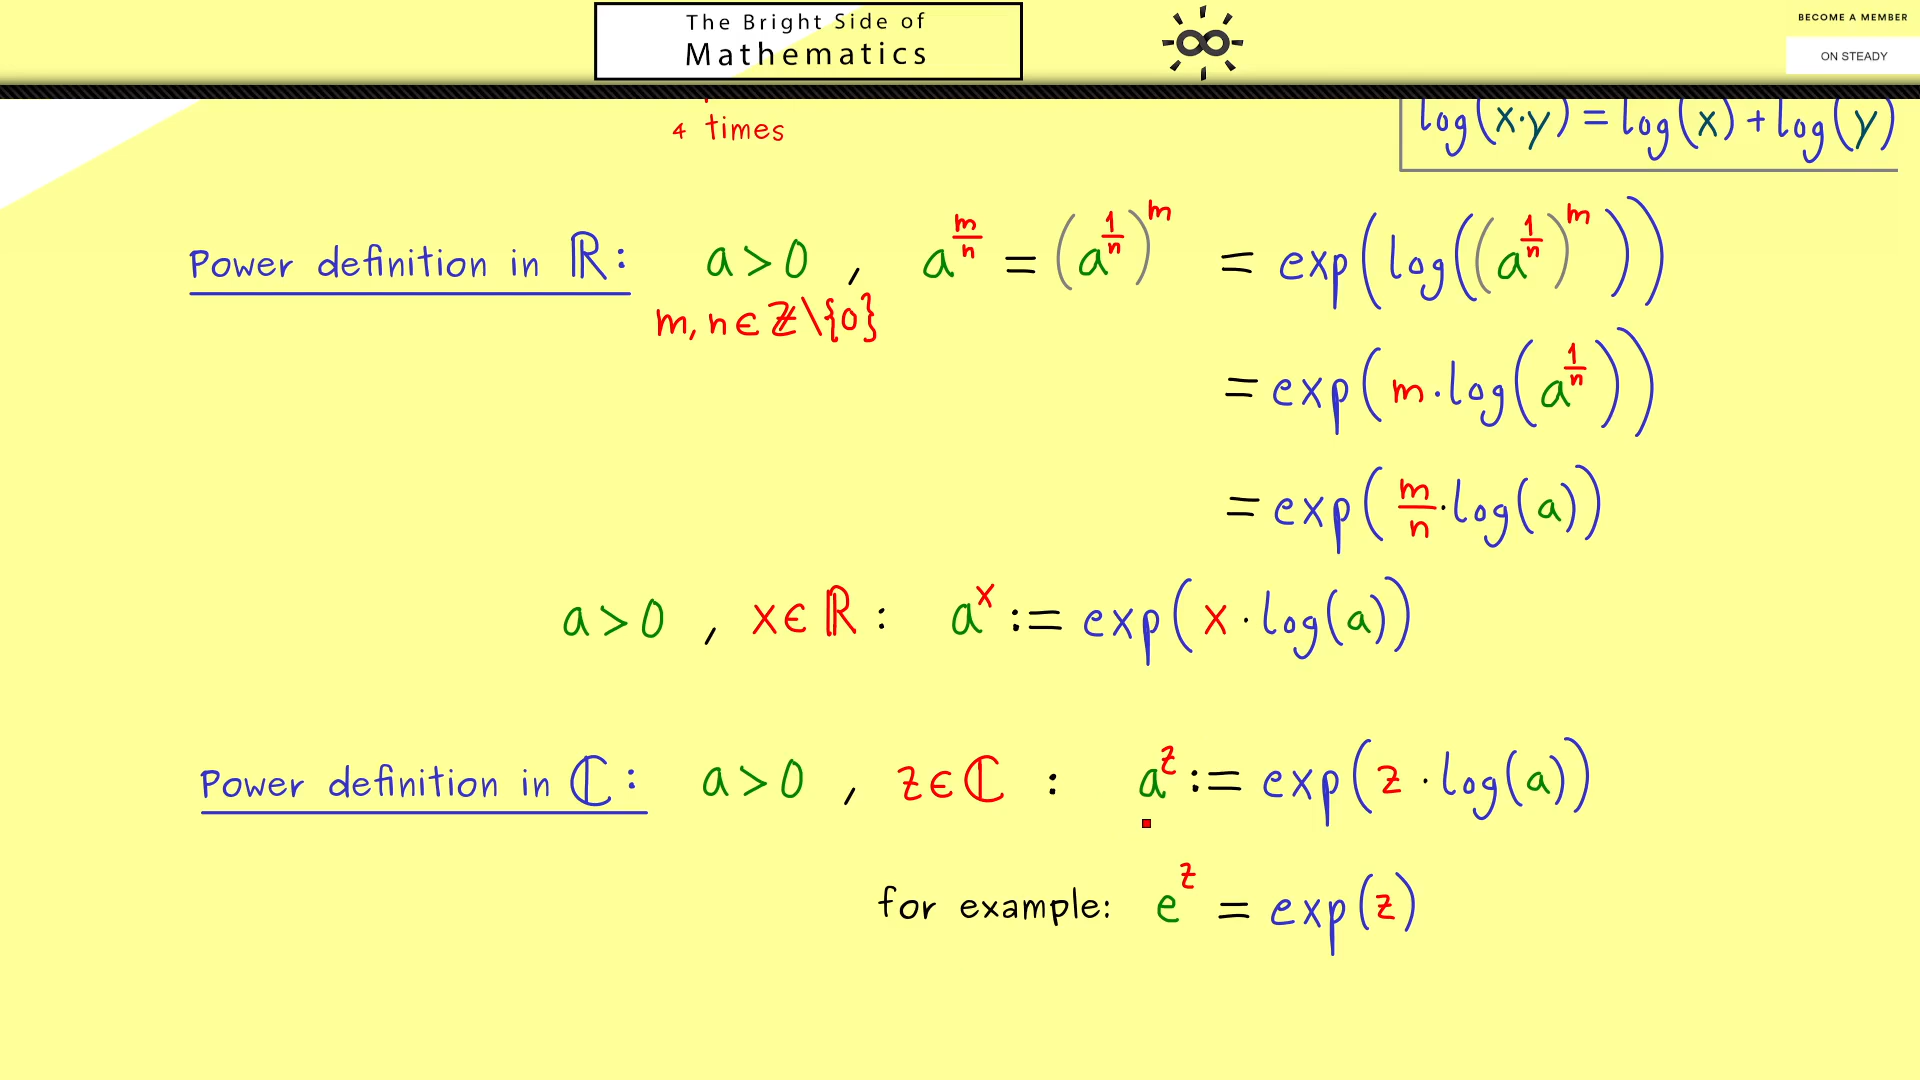 The Bright Side of
Mathematics
BECOME A MEMBER
ON STEADY
4 times
log(x·y) = log(x) + log(y)
Power definition in ℝ: a > 0 , a^(m/n) = (a^(1/n))^m = exp(log((a^(1/n))^m))
m, n ∈ ℤ\{0}
= exp(m · log(a^(1/n)))
= exp(m/n · log(a))
a > 0 , x ∈ ℝ : a^x := exp(x · log(a))
Power definition in ℂ: a > 0 , z ∈ ℂ : a^z := exp(z · log(a))
for example: e^z = exp(z)